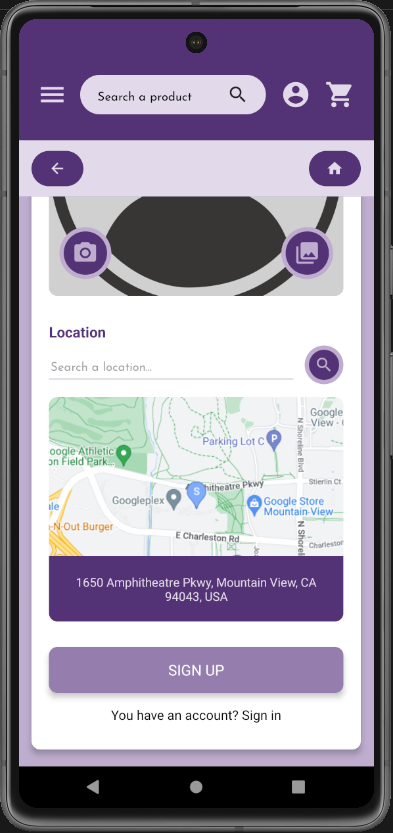 Search a product
Location
Search a location...
Google
View -
Parking Lot C
P
N Shoreline Blvd
oogle Athletic
on Field Park...
Stierlin Ct
Amphitheatre Pkwy
Googleplex
S
Google Store
Mountain View
ale
-N-Out Burger
E Charleston Rd
N Shore
Charleston
1650 Amphitheatre Pkwy, Mountain View, CA
94043, USA
SIGN UP
You have an account? Sign in